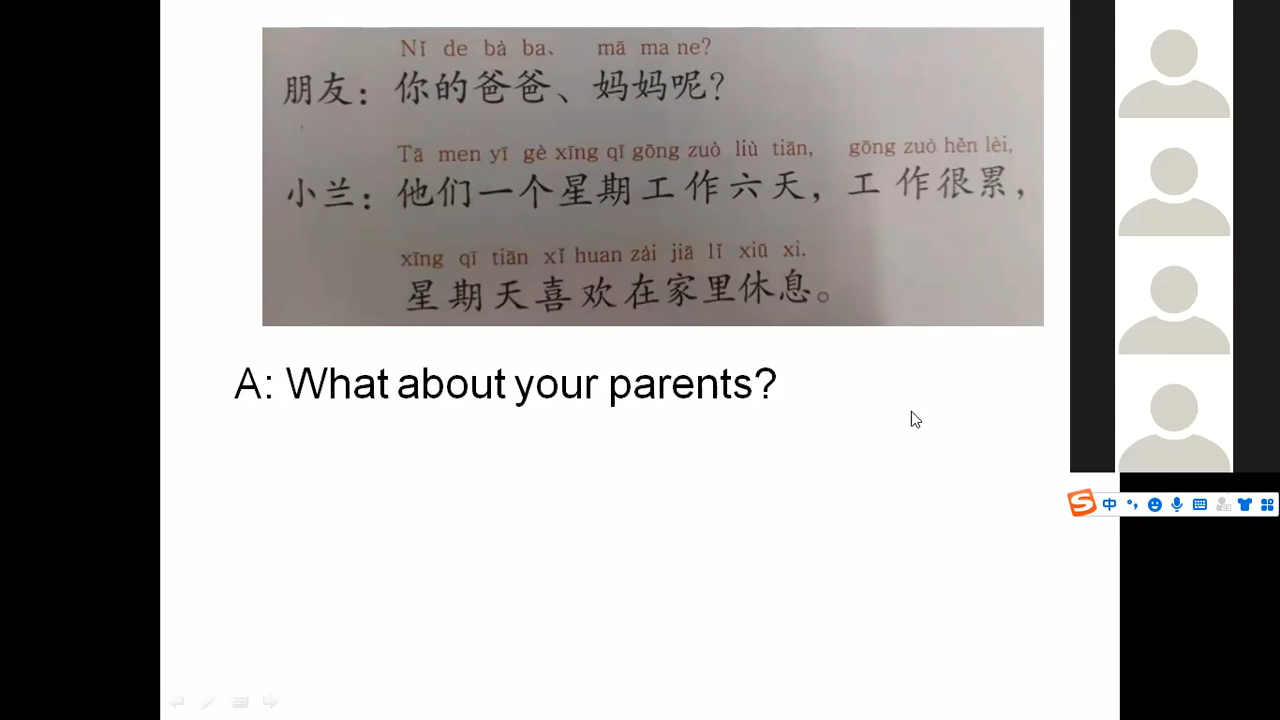 Nǐ de bà ba、 mā ma ne?
朋友：你的爸爸、妈妈呢？
Tā men yī gè xīng qī gōng zuò liù tiān, gōng zuò hěn lèi,
小兰：他们一个星期工作六天，工作很累，
xīng qī tiān xǐ huan zài jiā lǐ xiū xi.
星期天喜欢在家里休息。
A: What about your parents?
S 中